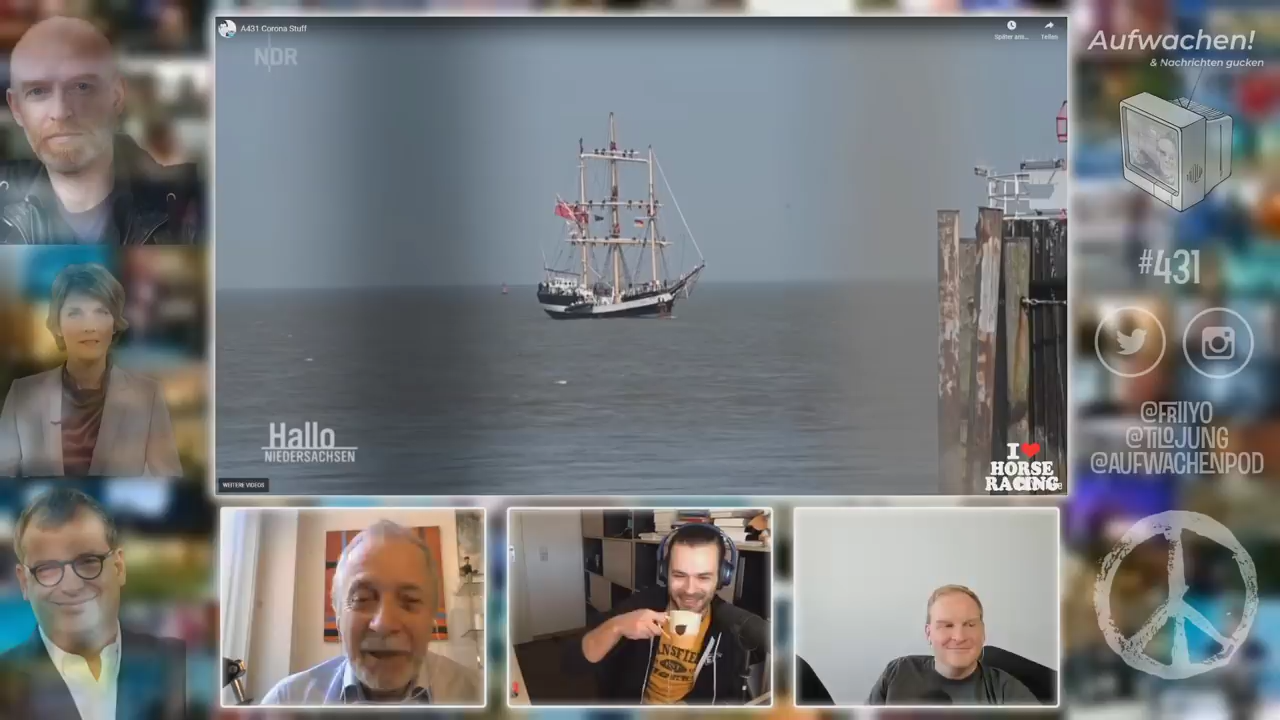 A431 Corona Stuff
Später ans...
Teilen
NDR
Hallo
NIEDERSACHSEN
WEITERE VIDEOS
I ❤
HORSE
RACING
Aufwachen!
& Nachrichten gucken
#431
@FRIIYO
@TILOJUNG
@AUFWACHENPOD